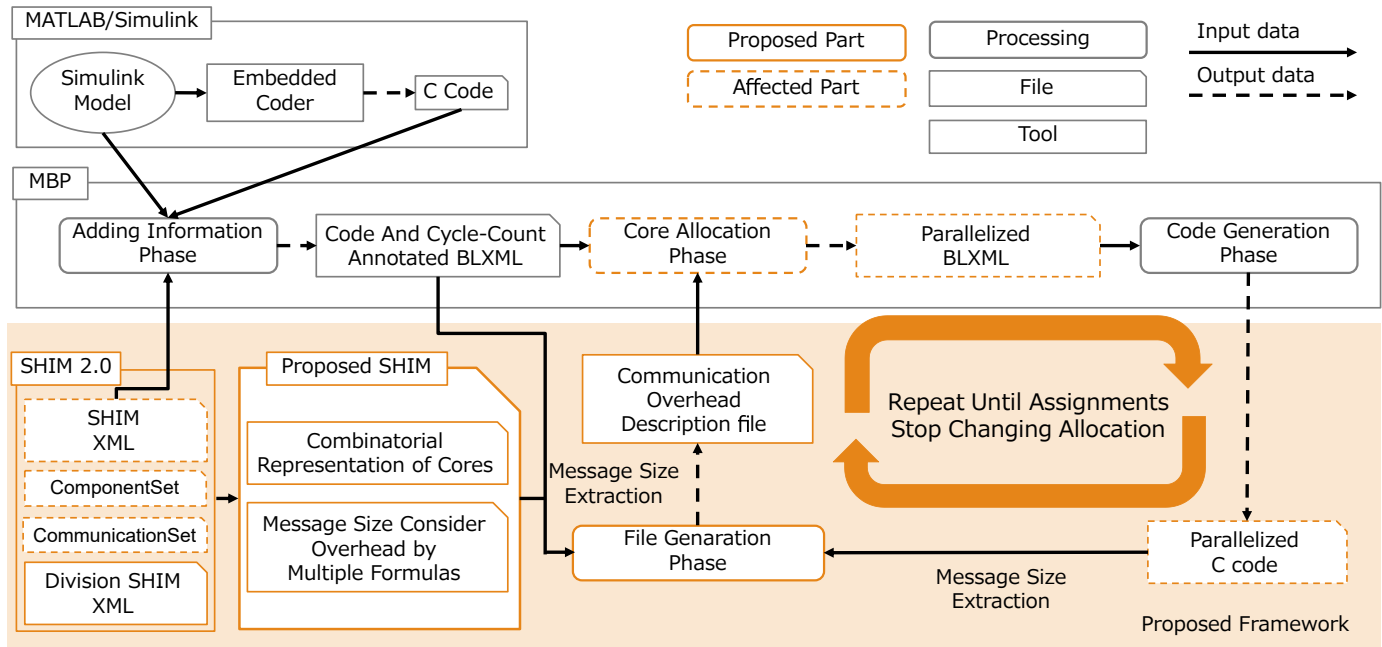 MATLAB/Simulink
Simulink
Model
Embedded
Coder
C Code
Proposed Part
Affected Part
Processing
File
Tool
Input data
Output data
MBP
Adding Information
Phase
Code And Cycle-Count
Annotated BLXML
Core Allocation
Phase
Parallelized
BLXML
Code Generation
Phase
SHIM 2.0
SHIM
XML
ComponentSet
CommunicationSet
Division SHIM
XML
Proposed SHIM
Combinatorial
Representation of Cores
Message Size Consider
Overhead by
Multiple Formulas
Communication
Overhead
Description file
Message Size
Extraction
File Genaration
Phase
Repeat Until Assignments
Stop Changing Allocation
Message Size
Extraction
Parallelized
C code
Proposed Framework